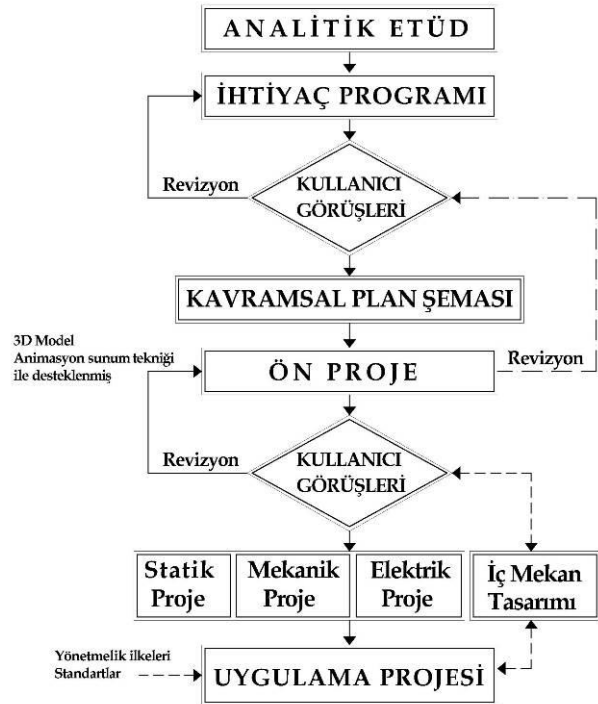 ANALİTİK ETÜD
İHTİYAÇ PROGRAMI
Revizyon
KULLANICI
GÖRÜŞLERİ
KAVRAMSAL PLAN ŞEMASI
3D Model
Animasyon sunum tekniği
ile desteklenmiş
ÖN PROJE
Revizyon
Revizyon
KULLANICI
GÖRÜŞLERİ
Statik
Proje
Mekanik
Proje
Elektrik
Proje
İç Mekan
Tasarımı
Yönetmelik ilkeleri
Standartlar
UYGULAMA PROJESİ